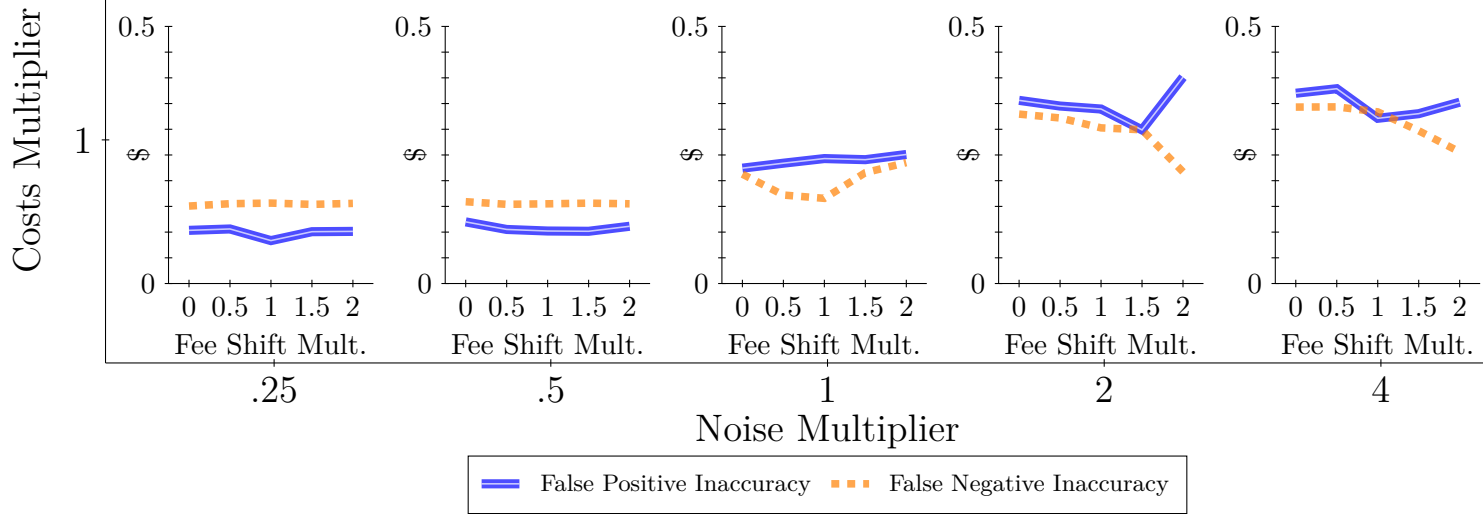 Costs Multiplier
1
0.5
$
0
0 0.5 1 1.5 2
Fee Shift Mult.
0.5
$
0
0 0.5 1 1.5 2
Fee Shift Mult.
0.5
$
0
0 0.5 1 1.5 2
Fee Shift Mult.
0.5
$
0
0 0.5 1 1.5 2
Fee Shift Mult.
0.5
$
0
0 0.5 1 1.5 2
Fee Shift Mult.
.25 .5 1 2 4
Noise Multiplier
False Positive Inaccuracy False Negative Inaccuracy